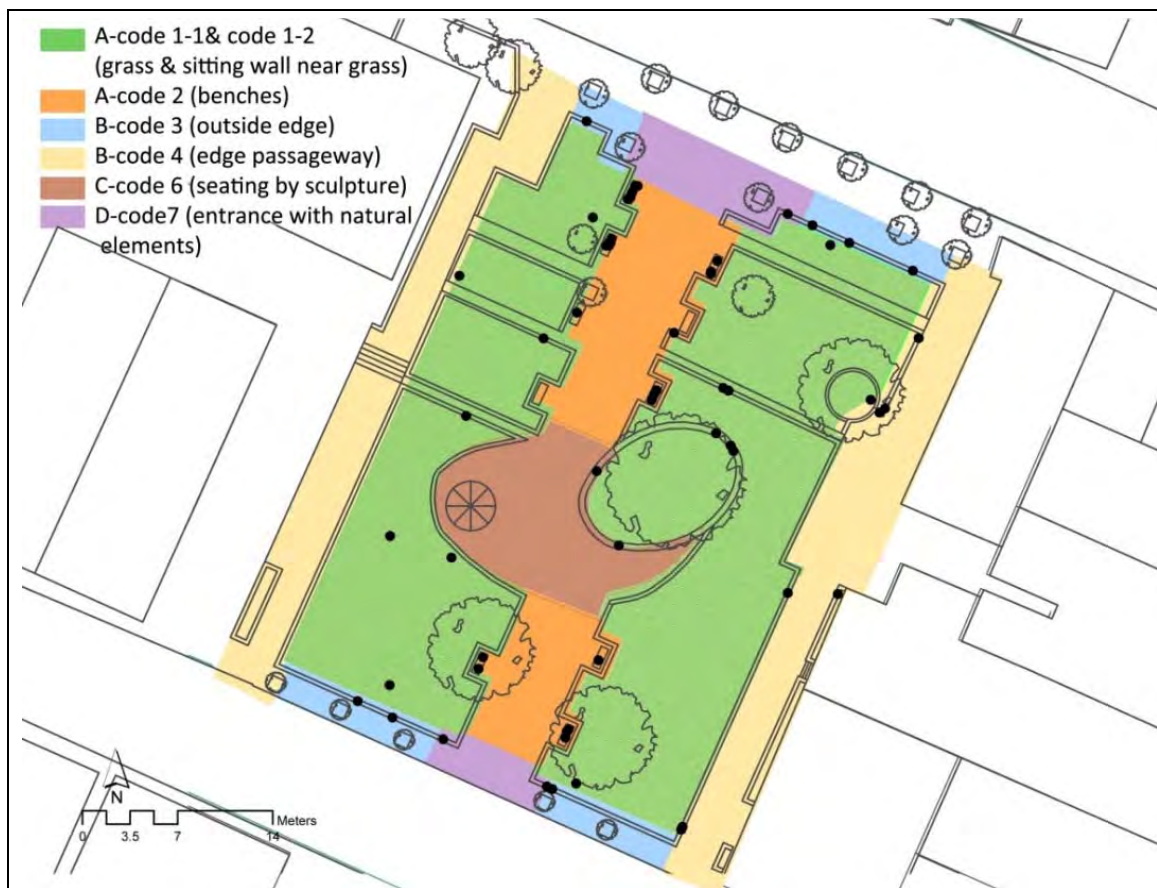 A-code 1-1& code 1-2
(grass & sitting wall near grass)
A-code 2 (benches)
B-code 3 (outside edge)
B-code 4 (edge passageway)
C-code 6 (seating by sculpture)
D-code7 (entrance with natural
elements)
N
Meters
0 3.5 7 14